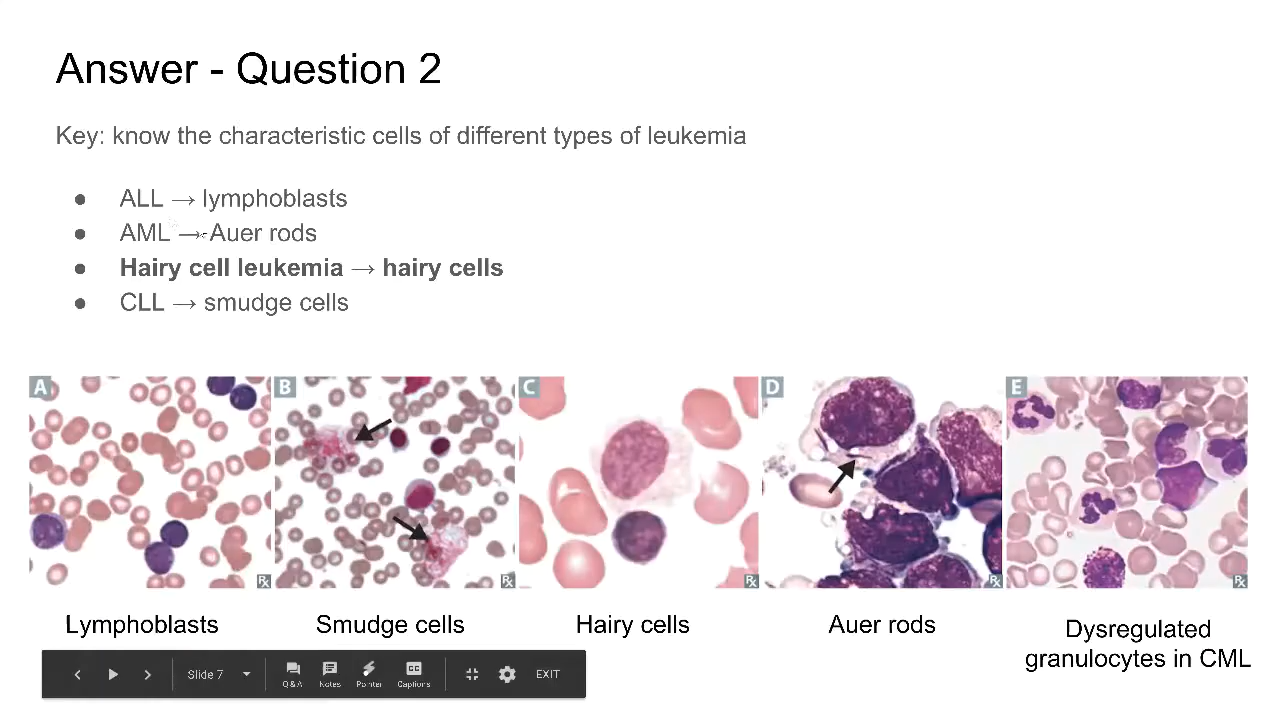 Answer - Question 2
Key: know the characteristic cells of different types of leukemia
● ALL → lymphoblasts
● AML → Auer rods
● Hairy cell leukemia → hairy cells
● CLL → smudge cells
A B C D E
℞ ℞ ℞ ℞ ℞
Lymphoblasts
Smudge cells
Hairy cells
Auer rods
Dysregulated
granulocytes in CML
Slide 7
Q & A
Notes
Pointer
CC
Captions
EXIT